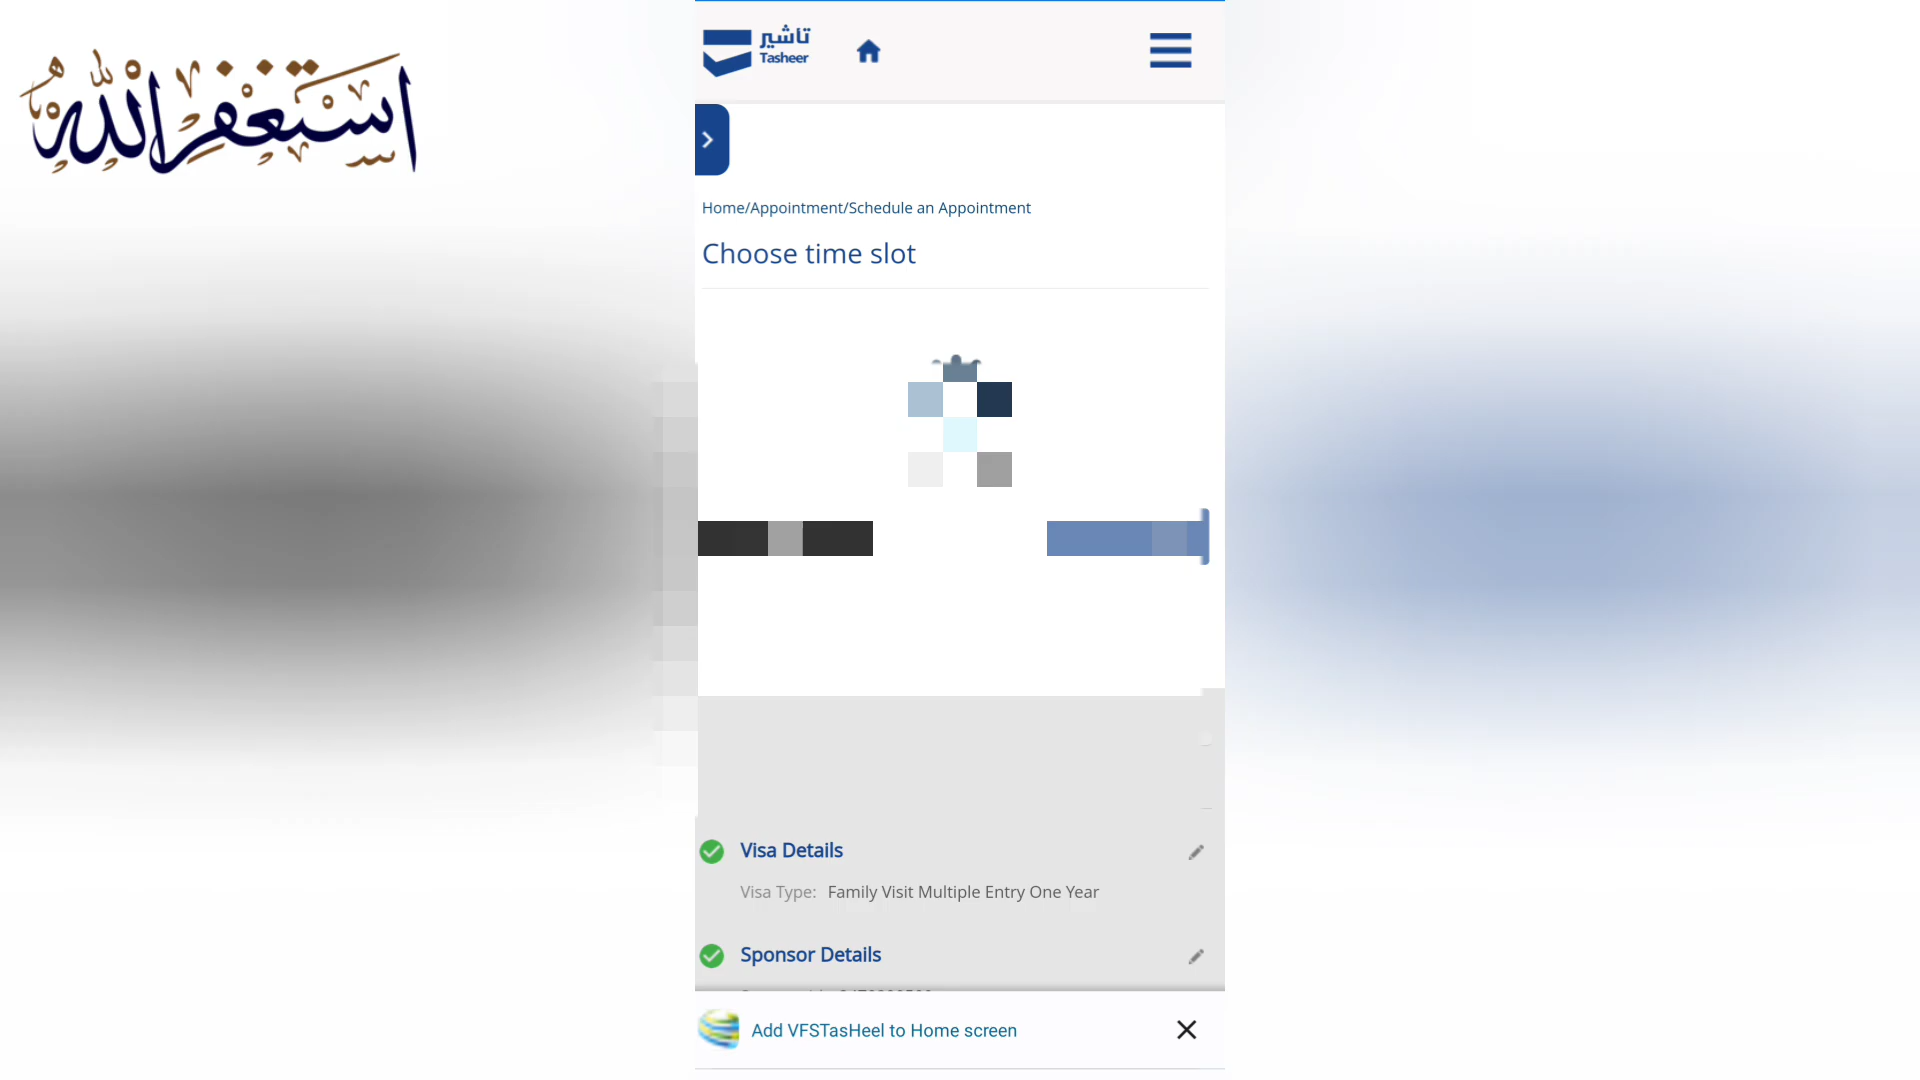 أستغفر الله
تاشير
Tasheer
Home/Appointment/Schedule an Appointment
Choose time slot
Visa Details
Visa Type: Family Visit Multiple Entry One Year
Sponsor Details
Add VFSTasHeel to Home screen